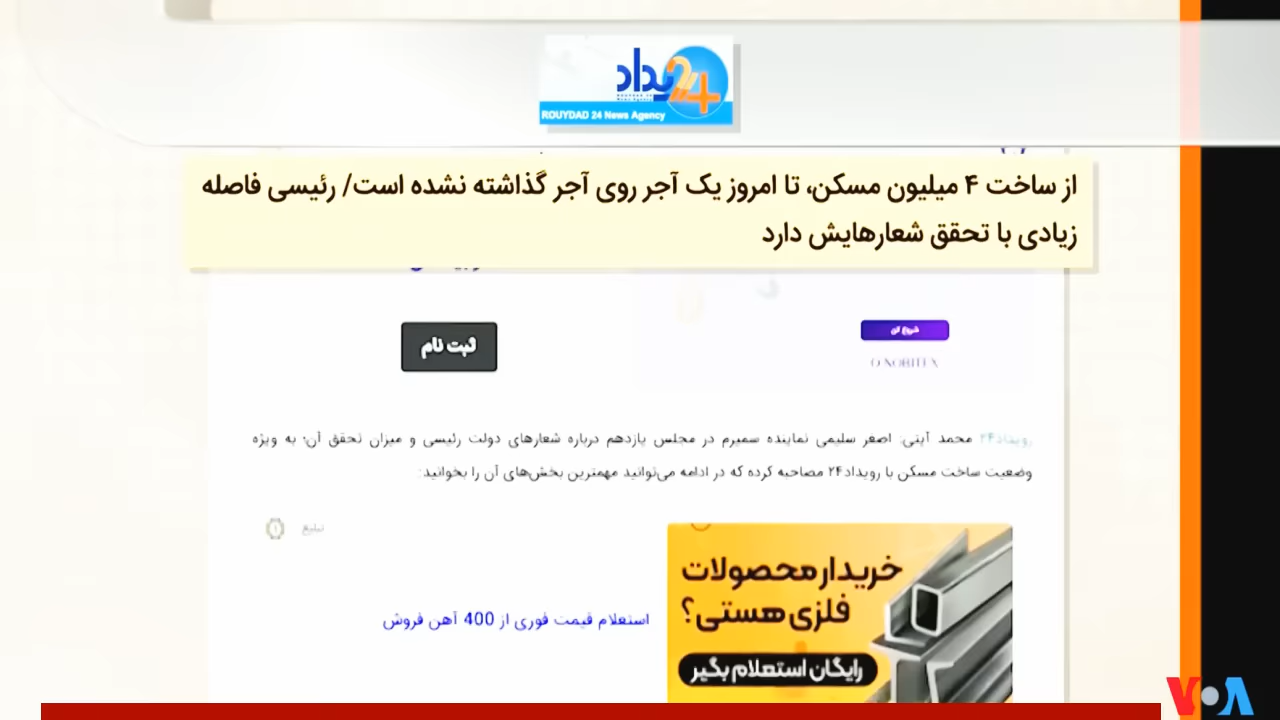 رویداد24
ROUYDAD 24 News Agency
از ساخت ۴ میلیون مسکن، تا امروز یک آجر روی آجر گذاشته نشده است/ رئیسی فاصله
زیادی با تحقق شعارهایش دارد
شروع کن
ثبت نام
NOBITEX
رویداد۲۴ محمد آیتی: اصغر سلیمی نماینده سمیرم در مجلس یازدهم درباره شعارهای دولت رئیسی و میزان تحقق آن؛ به ویژه
وضعیت ساخت مسکن با رویداد۲۴ مصاحبه کرده که در ادامه می‌توانید مهمترین بخش‌های آن را بخوانید:
تبلیغ
خریدار محصولات
فلزی هستی؟
استعلام قیمت فوری از 400 آهن فروش
رایگان استعلام بگیر
VOA